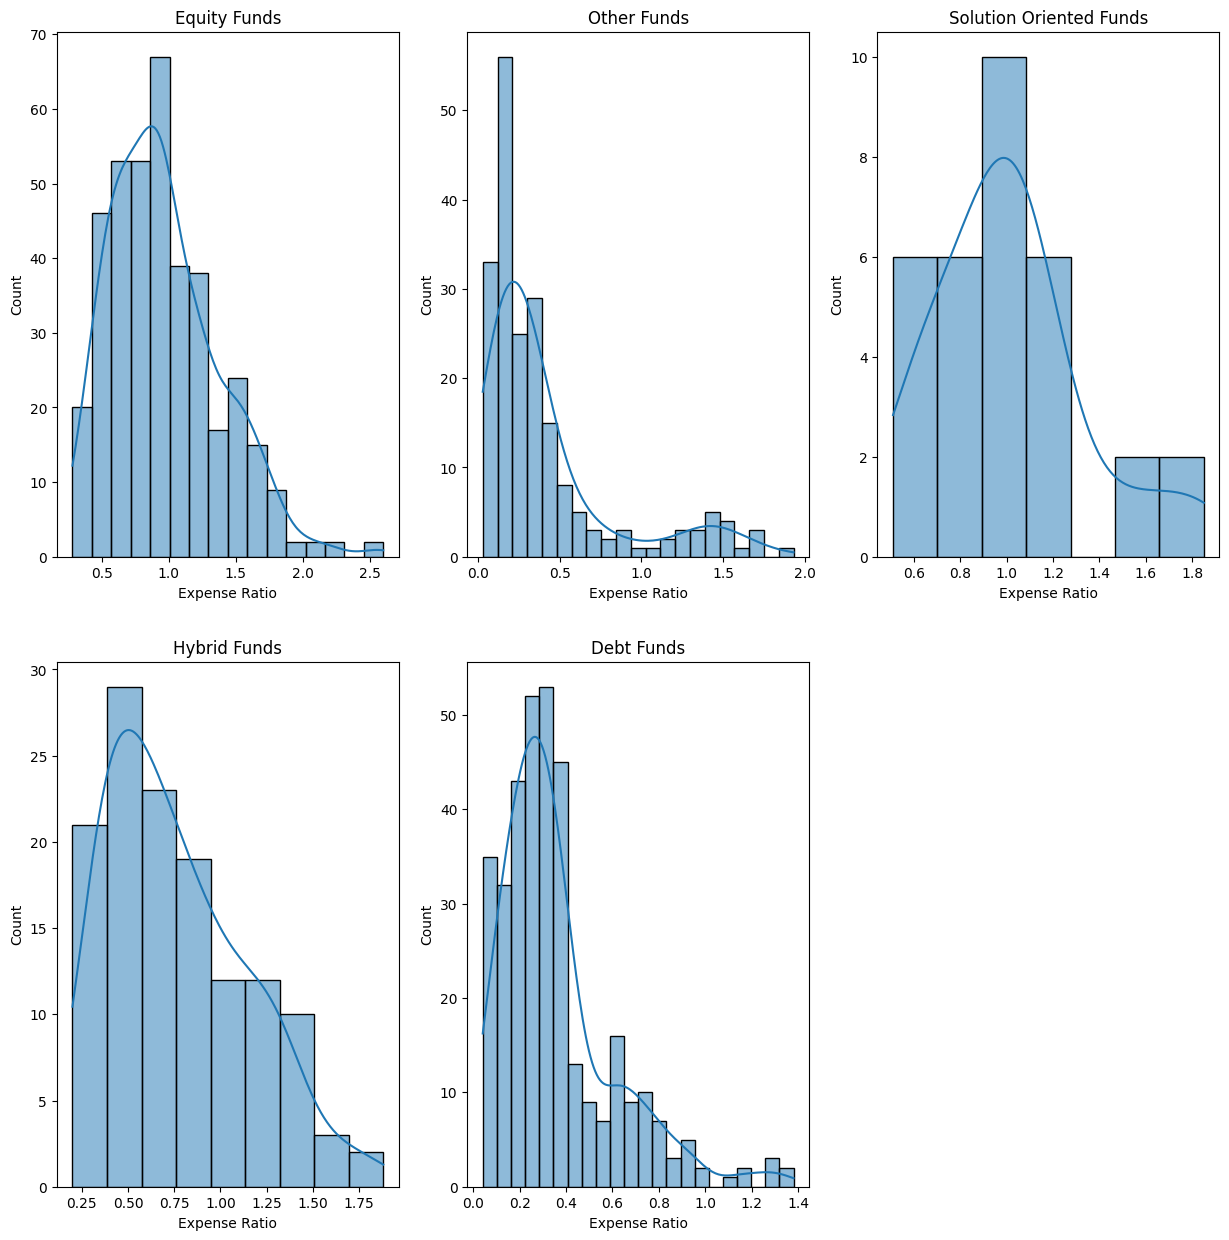 Equity Funds
70
60
50
40
30
20
10
0
Count
0.5 1.0 1.5 2.0 2.5
Expense Ratio
Other Funds
50
40
30
20
10
0
Count
0.0 0.5 1.0 1.5 2.0
Expense Ratio
Solution Oriented Funds
10
8
6
4
2
0
Count
0.6 0.8 1.0 1.2 1.4 1.6 1.8
Expense Ratio
Hybrid Funds
30
25
20
15
10
5
0
Count
0.25 0.50 0.75 1.00 1.25 1.50 1.75
Expense Ratio
Debt Funds
50
40
30
20
10
0
Count
0.0 0.2 0.4 0.6 0.8 1.0 1.2 1.4
Expense Ratio